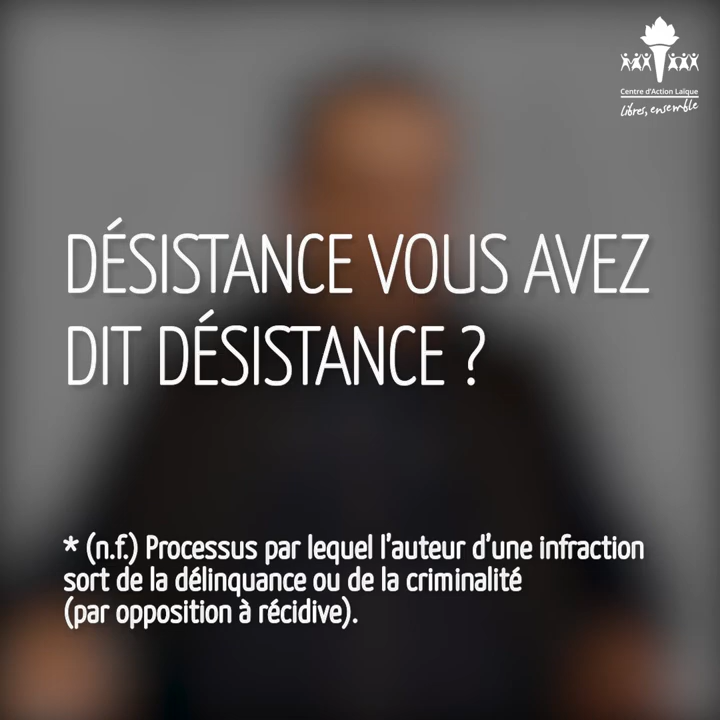 Centre d'Action Laïque
libres, ensemble
DÉSISTANCE VOUS AVEZ
DIT DÉSISTANCE ?
* (n.f.) Processus par lequel l'auteur d'une infraction
sort de la délinquance ou de la criminalité
(par opposition à récidive).